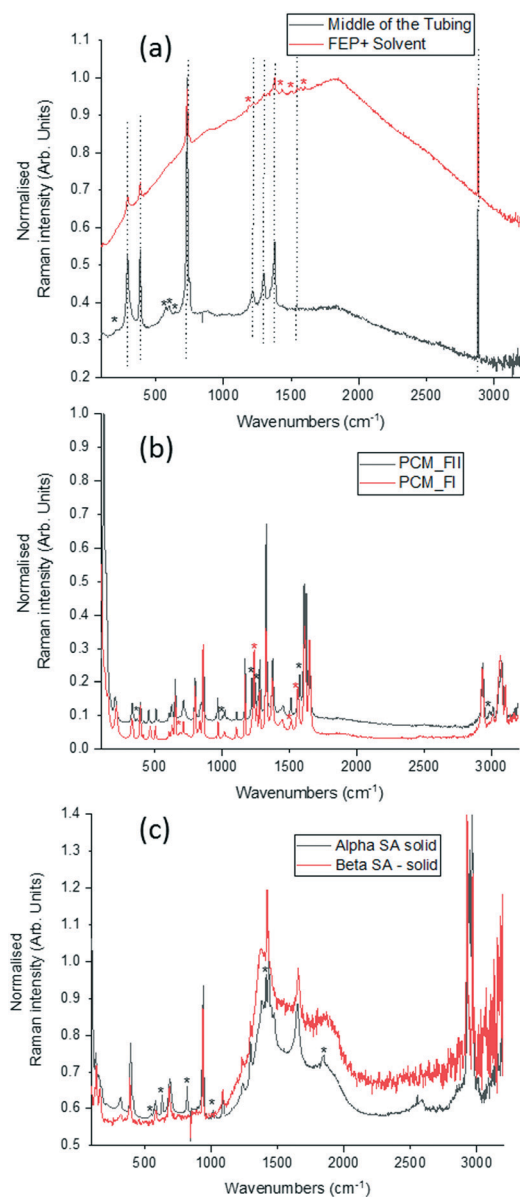 (a)
Middle of the Tubing
FEP+ Solvent
Normalised
Raman intensity (Arb. Units)
1.1
1.0
0.9
0.8
0.7
0.6
0.5
0.4
0.3
0.2
* * * * *
* * * *
500 1000 1500 2000 2500 3000
Wavenumbers (cm-1)
(b)
PCM_FII
PCM_FI
Normalised
Raman intensity (Arb. Units)
1.0
0.9
0.8
0.7
0.6
0.5
0.4
0.3
0.2
0.1
0.0
500 1000 1500 2000 2500 3000
Wavenumbers (cm-1)
(c)
Alpha SA solid
Beta SA - solid
Normalised
Raman intensity (Arb. Units)
1.4
1.3
1.2
1.1
1.0
0.9
0.8
0.7
0.6
0.5
500 1000 1500 2000 2500 3000
Wavenumbers (cm-1)